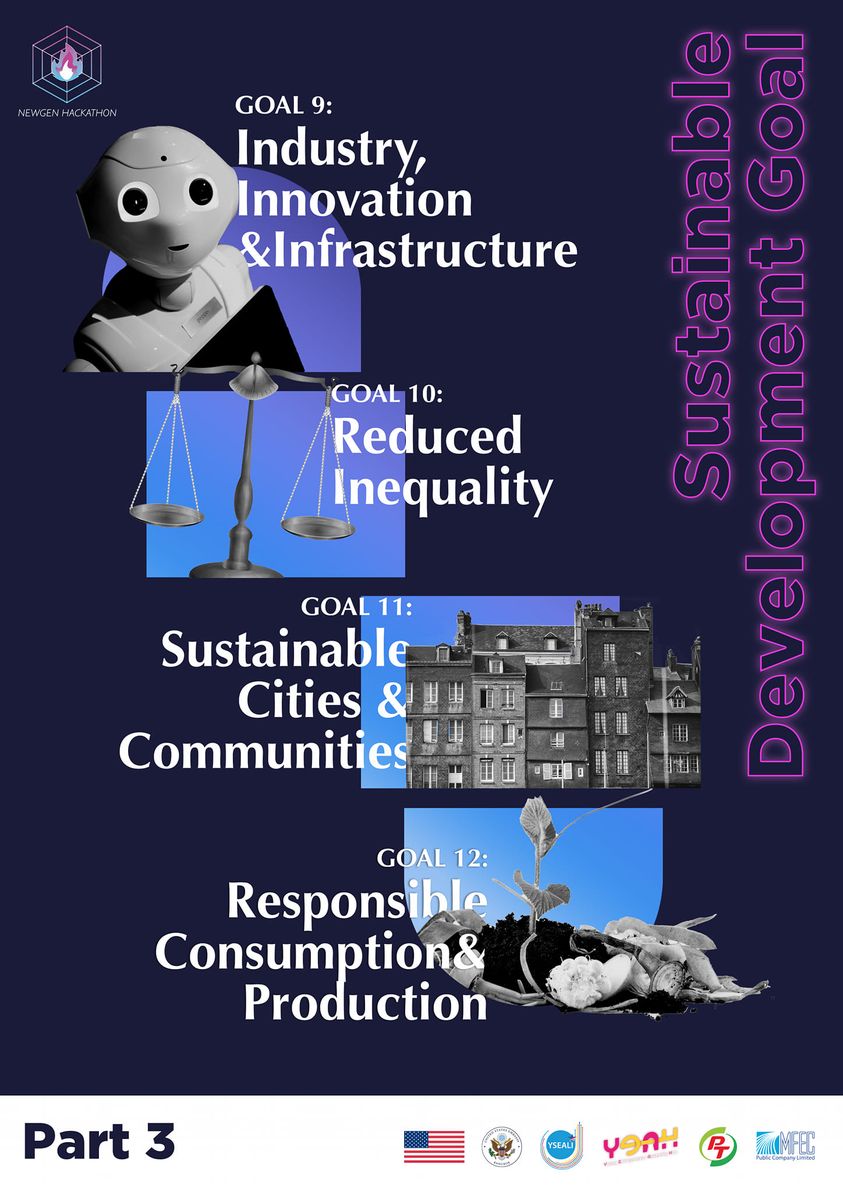 NEWGEN HACKATHON
Sustainable
Development Goal
GOAL 9:
Industry,
Innovation
&Infrastructure
GOAL 10:
Reduced
Inequality
GOAL 11:
Sustainable
Cities &
Communities
GOAL 12:
Responsible
Consumption&
Production
Part 3
YSEALI
PT
MFEC
Public Company Limited